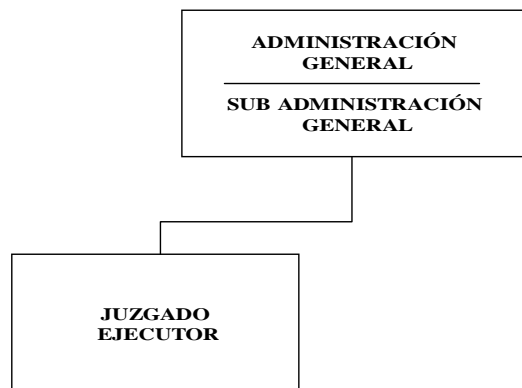 ADMINISTRACIÓN
GENERAL
SUB ADMINISTRACIÓN
GENERAL
JUZGADO
EJECUTOR